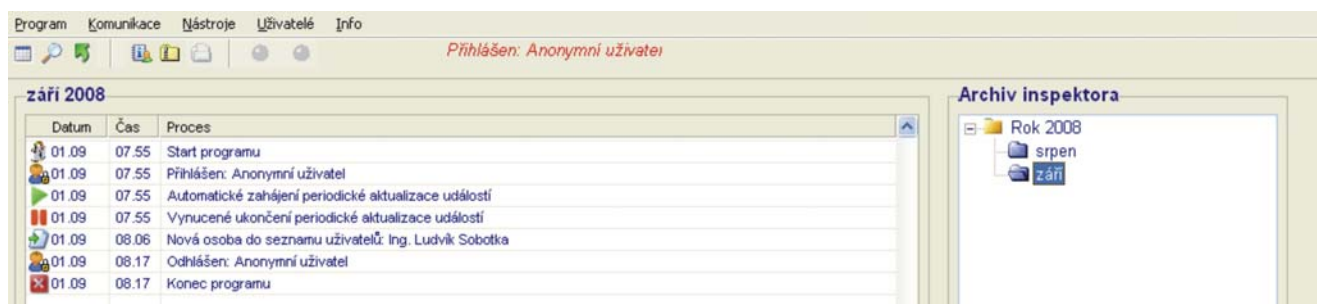 Program Komunikace Nástroje Uživatelé Info
Přihlášen: Anonymní uživatel
září 2008
Datum Čas Proces
01.09 07.55 Start programu
01.09 07.55 Přihlášen: Anonymní uživatel
01.09 07.55 Automatické zahájení periodické aktualizace událostí
01.09 07.55 Vynucené ukončení periodické aktualizace událostí
01.09 08.06 Nová osoba do seznamu uživatelů: Ing. Ludvík Sobotka
01.09 08.17 Odhlášen: Anonymní uživatel
01.09 08.17 Konec programu
Archiv inspektora
Rok 2008
srpen
září